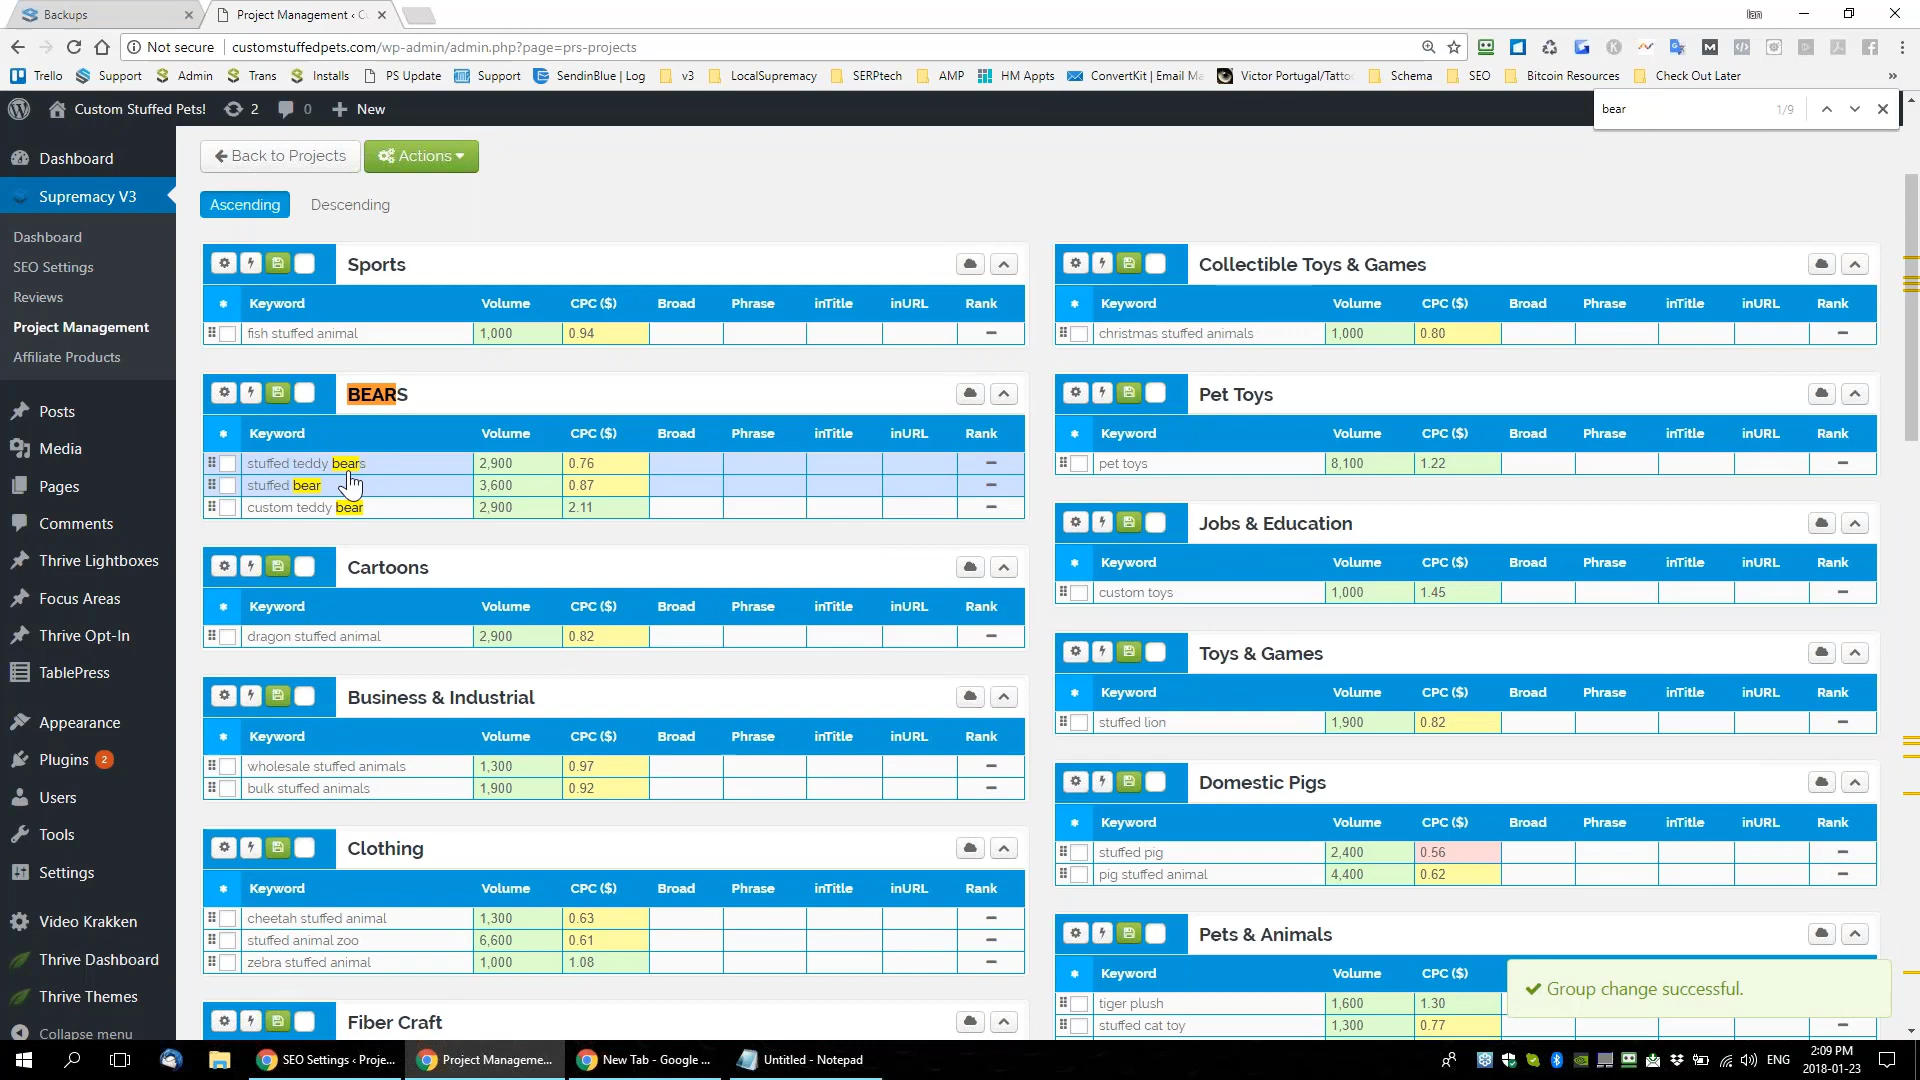 Backups
Project Management ‹ Cu
Ian
Not secure
customstuffedpets.com/wp-admin/admin.php?page=prs-projects
Trello
Support
Admin
Trans
Installs
PS Update
Support
SendinBlue | Log
v3
LocalSupremacy
SERPtech
AMP
HM Appts
ConvertKit | Email Ma
Victor Portugal/Tatto
Schema
SEO
Bitcoin Resources
Check Out Later
»
Custom Stuffed Pets!
2
0
New
bear
1/9
Dashboard
Supremacy V3
Dashboard
SEO Settings
Reviews
Project Management
Affiliate Products
Posts
Media
Pages
Comments
Thrive Lightboxes
Focus Areas
Thrive Opt-In
TablePress
Appearance
Plugins 2
Users
Tools
Settings
Video Krakken
Thrive Dashboard
Thrive Themes
Collapse menu
Back to Projects
Actions
Ascending
Descending
Sports
Keyword Volume CPC ($) Broad Phrase inTitle inURL Rank
fish stuffed animal 1,000 0.94 –
BEARS
Keyword Volume CPC ($) Broad Phrase inTitle inURL Rank
stuffed teddy bears 2,900 0.76 –
stuffed bear 3,600 0.87 –
custom teddy bear 2,900 2.11 –
Cartoons
Keyword Volume CPC ($) Broad Phrase inTitle inURL Rank
dragon stuffed animal 2,900 0.82 –
Business & Industrial
Keyword Volume CPC ($) Broad Phrase inTitle inURL Rank
wholesale stuffed animals 1,300 0.97 –
bulk stuffed animals 1,900 0.92 –
Clothing
Keyword Volume CPC ($) Broad Phrase inTitle inURL Rank
cheetah stuffed animal 1,300 0.63 –
stuffed animal zoo 6,600 0.61 –
zebra stuffed animal 1,000 1.08 –
Fiber Craft
Collectible Toys & Games
Keyword Volume CPC ($) Broad Phrase inTitle inURL Rank
christmas stuffed animals 1,000 0.80 –
Pet Toys
Keyword Volume CPC ($) Broad Phrase inTitle inURL Rank
pet toys 8,100 1.22 –
Jobs & Education
Keyword Volume CPC ($) Broad Phrase inTitle inURL Rank
custom toys 1,000 1.45 –
Toys & Games
Keyword Volume CPC ($) Broad Phrase inTitle inURL Rank
stuffed lion 1,900 0.82 –
Domestic Pigs
Keyword Volume CPC ($) Broad Phrase inTitle inURL Rank
stuffed pig 2,400 0.56 –
pig stuffed animal 4,400 0.62 –
Pets & Animals
Keyword Volume CPC ($) Broad Phrase inTitle inURL Rank
tiger plush 1,600 1.30
stuffed cat toy 1,300 0.77 –
Group change successful.
SEO Settings ‹ Proje...
Project Manageme...
New Tab - Google ...
Untitled - Notepad
ENG
2:09 PM
2018-01-23